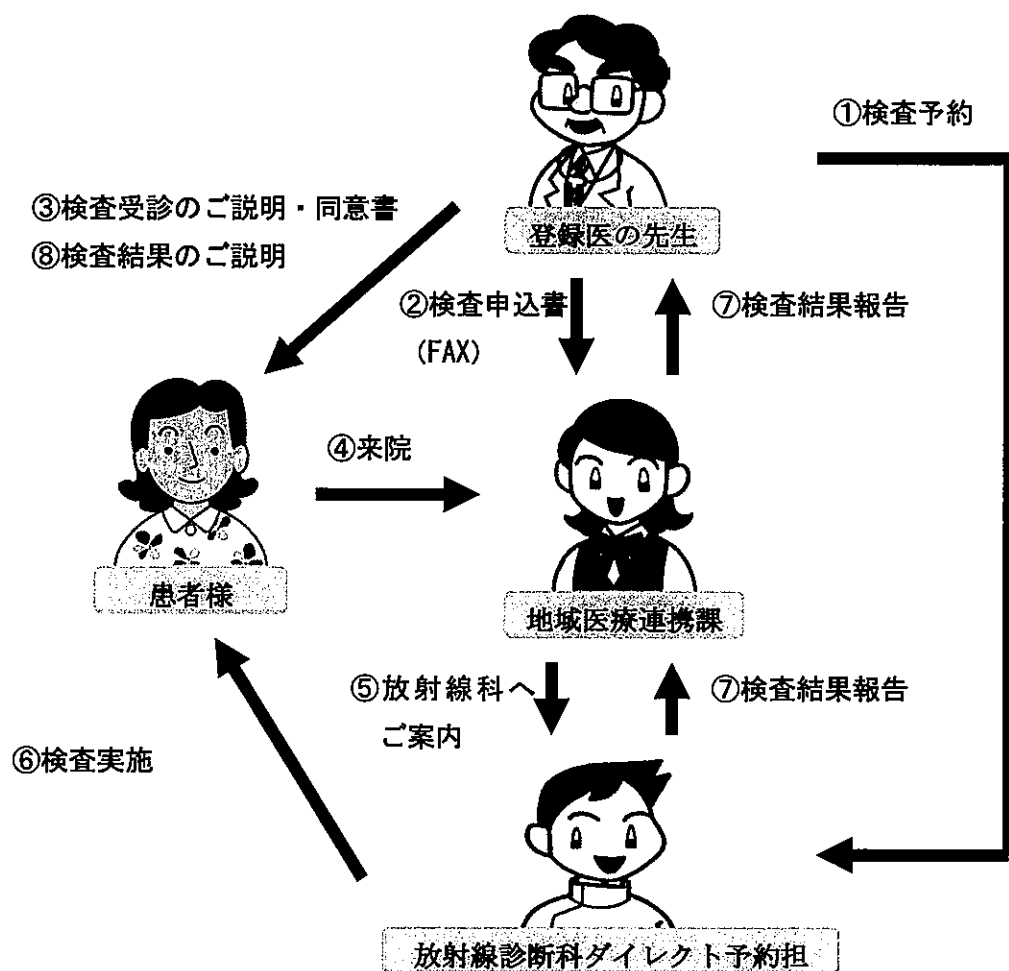 ①検査予約
③検査受診のご説明・同意書
⑧検査結果のご説明
登録医の先生
②検査申込書
(FAX)
⑦検査結果報告
④来院
患者様
地域医療連携課
⑤放射線科へ
ご案内
⑦検査結果報告
⑥検査実施
放射線診断科ダイレクト予約担